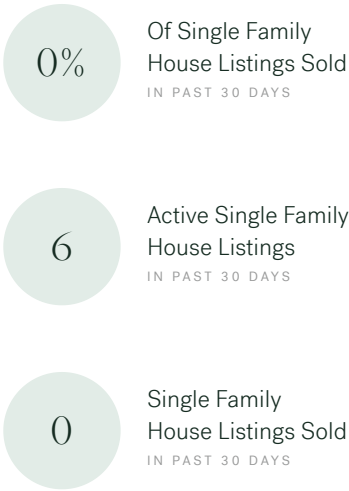 0%
Of Single Family
House Listings Sold
IN PAST 30 DAYS
6
Active Single Family
House Listings
IN PAST 30 DAYS
0
Single Family
House Listings Sold
IN PAST 30 DAYS